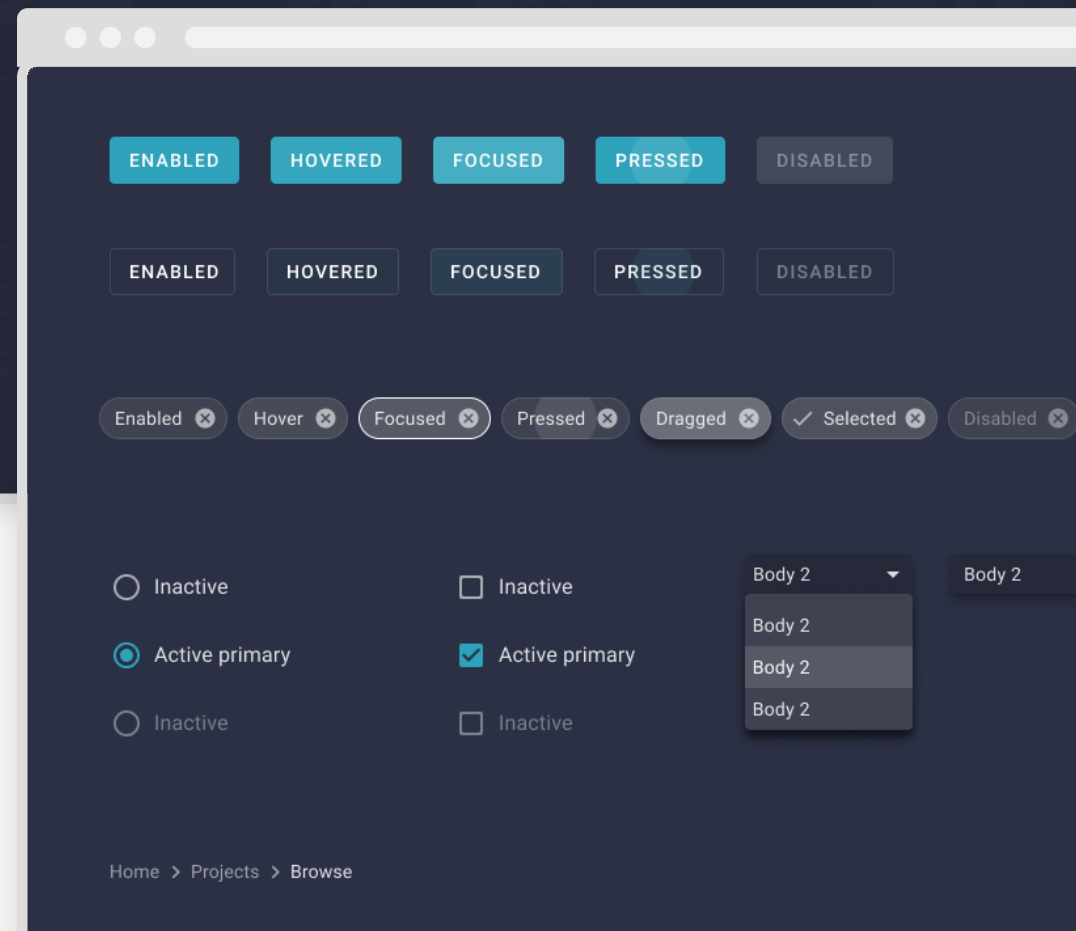 ENABLED HOVERED FOCUSED PRESSED DISABLED
ENABLED HOVERED FOCUSED PRESSED DISABLED
Enabled Hover Focused Pressed Dragged Selected Disabled
Inactive Inactive Body 2 Body 2
Body 2
Active primary Active primary Body 2
Inactive Inactive Body 2
Home > Projects > Browse